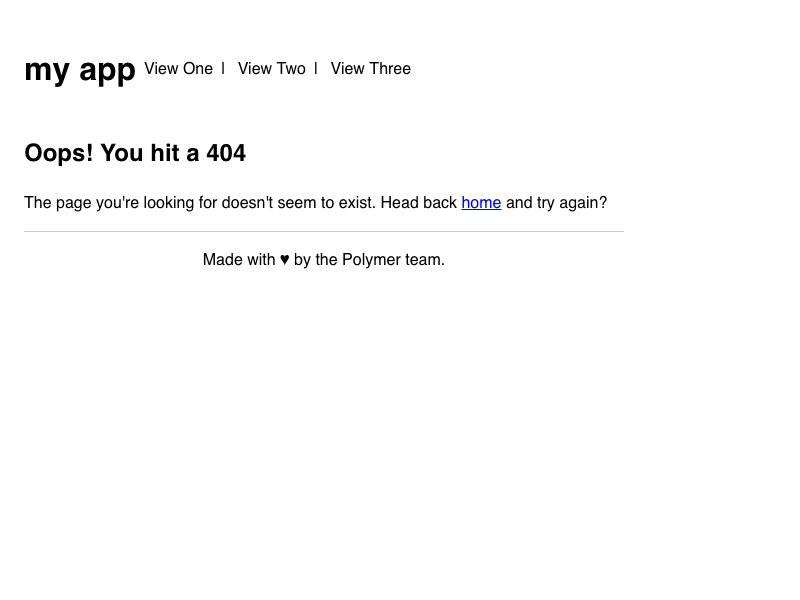 my app View One | View Two | View Three
Oops! You hit a 404
The page you're looking for doesn't seem to exist. Head back home and try again?
Made with ♥ by the Polymer team.